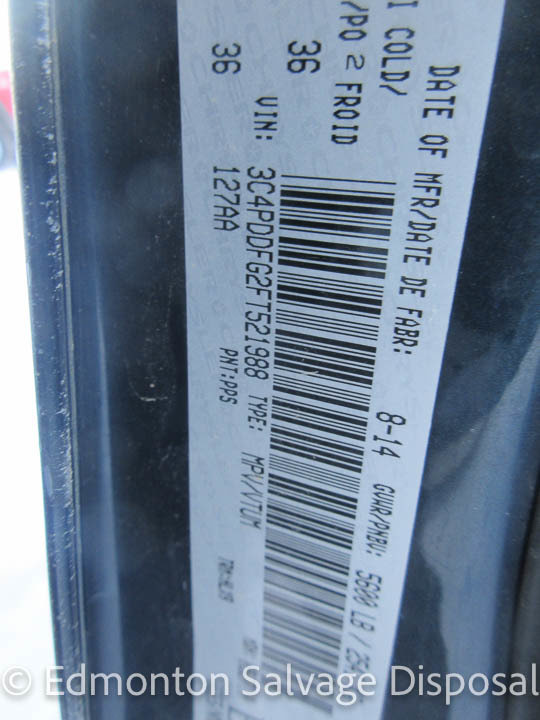 DATE OF MFR/DATE DE FABR: 8-14 GVWR/PNBV: 5600 LB
I COLD/
/PO 2 FROID
36
36
VIN: 3C4PDDFG2FT521988 TYPE: MPV/VTUM
127AA PNT:PPS
© Edmonton Salvage Disposal